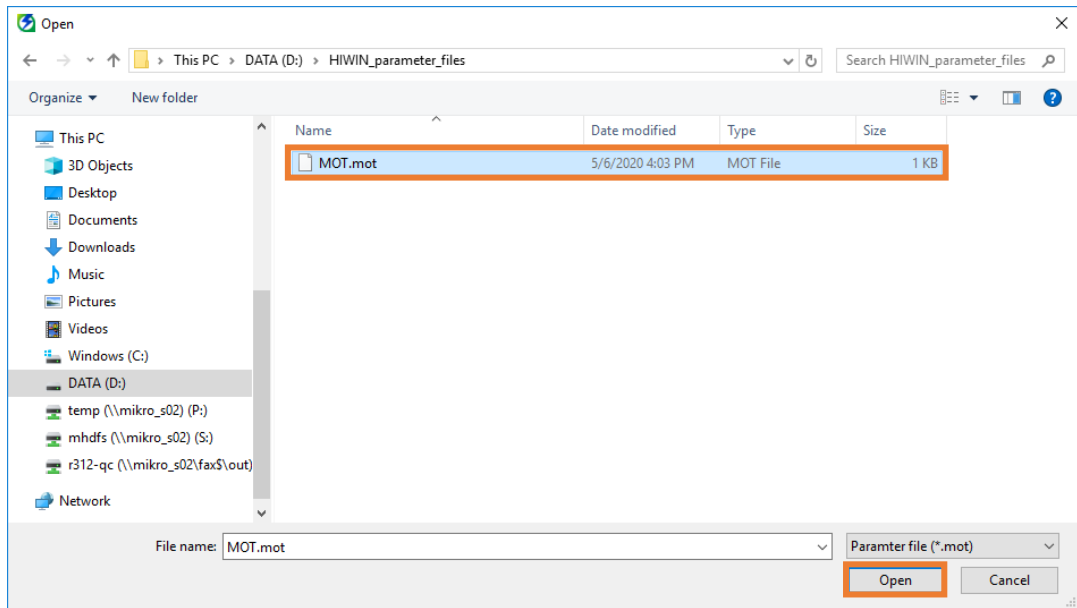 Open
This PC > DATA (D:) > HIWIN_parameter_files
Search HIWIN_parameter_files
Organize
New folder
Name
Date modified
Type
Size
MOT.mot
5/6/2020 4:03 PM
MOT File
1 KB
This PC
3D Objects
Desktop
Documents
Downloads
Music
Pictures
Videos
Windows (C:)
DATA (D:)
temp (\\mikro_s02) (P:)
mhdfs (\\mikro_s02) (S:)
r312-qc (\\mikro_s02\fax$\out)
Network
File name: MOT.mot
Paramter file (*.mot)
Open
Cancel